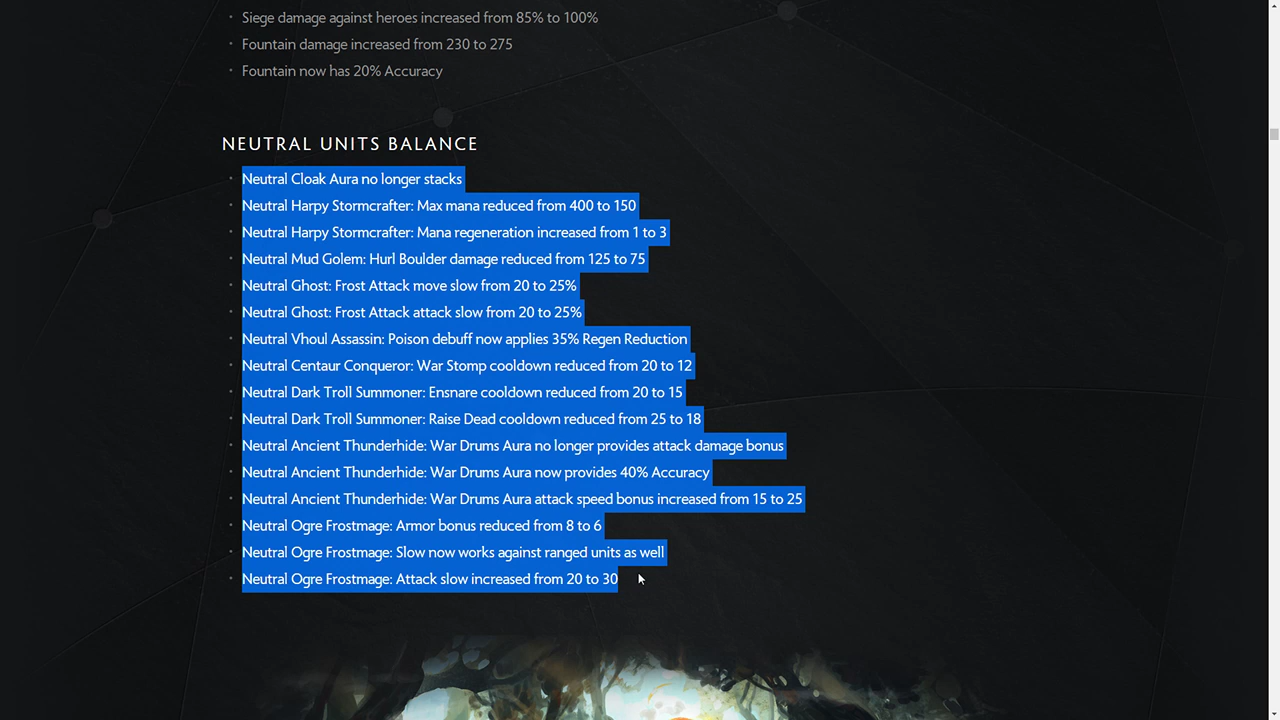 Siege damage against heroes increased from 85% to 100%
Fountain damage increased from 230 to 275
Fountain now has 20% Accuracy
NEUTRAL UNITS BALANCE
Neutral Cloak Aura no longer stacks
Neutral Harpy Stormcrafter: Max mana reduced from 400 to 150
Neutral Harpy Stormcrafter: Mana regeneration increased from 1 to 3
Neutral Mud Golem: Hurl Boulder damage reduced from 125 to 75
Neutral Ghost: Frost Attack move slow from 20 to 25%
Neutral Ghost: Frost Attack attack slow from 20 to 25%
Neutral Vhoul Assassin: Poison debuff now applies 35% Regen Reduction
Neutral Centaur Conqueror: War Stomp cooldown reduced from 20 to 12
Neutral Dark Troll Summoner: Ensnare cooldown reduced from 20 to 15
Neutral Dark Troll Summoner: Raise Dead cooldown reduced from 25 to 18
Neutral Ancient Thunderhide: War Drums Aura no longer provides attack damage bonus
Neutral Ancient Thunderhide: War Drums Aura now provides 40% Accuracy
Neutral Ancient Thunderhide: War Drums Aura attack speed bonus increased from 15 to 25
Neutral Ogre Frostmage: Armor bonus reduced from 8 to 6
Neutral Ogre Frostmage: Slow now works against ranged units as well
Neutral Ogre Frostmage: Attack slow increased from 20 to 30